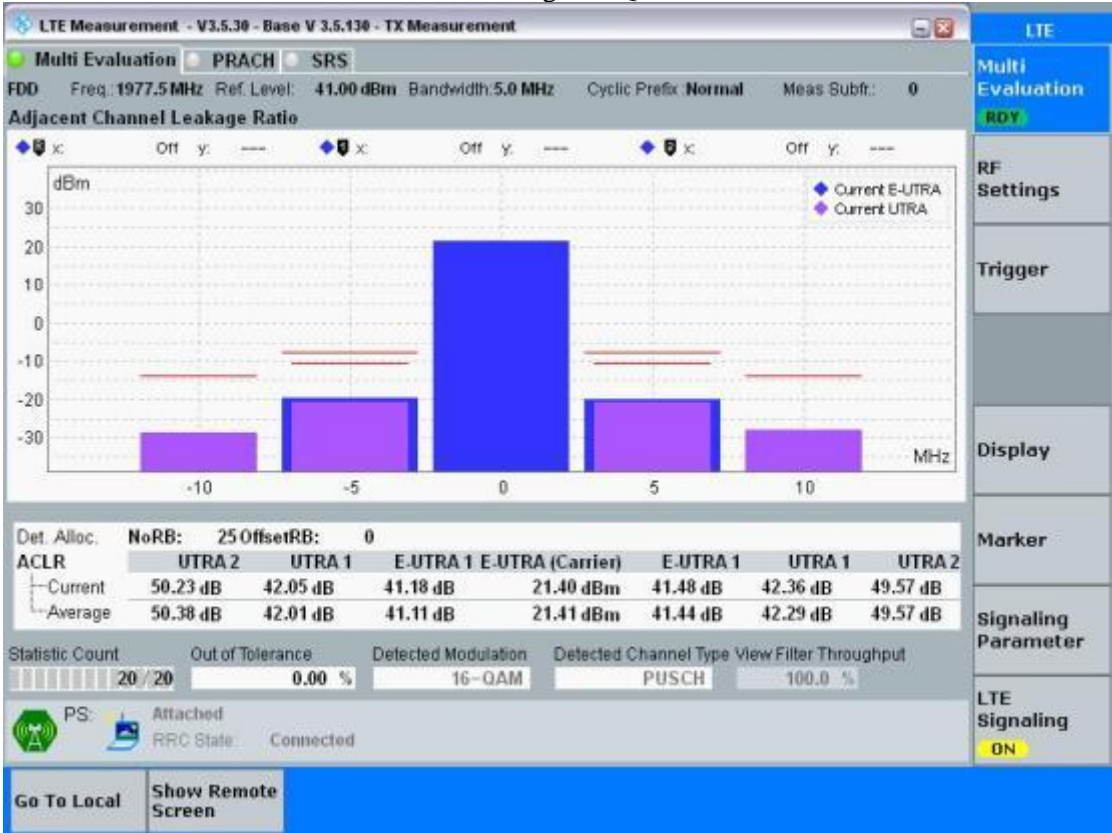 LTE Measurement - V3.5.30 - Base V 3.5.130 - TX Measurement
Multi Evaluation PRACH SRS
FDD Freq.: 1977.5 MHz Ref. Level: 41.00 dBm Bandwidth: 5.0 MHz Cyclic Prefix: Normal Meas Subfr.: 0
Adjacent Channel Leakage Ratio
x: Off y: --- x: Off y: --- x: Off y: ---
dBm
Current E-UTRA
Current UTRA
30
20
10
0
-10
-20
-30
MHz
-10 -5 0 5 10
Det. Alloc. NoRB: 25 OffsetRB: 0
ACLR UTRA 2 UTRA 1 E-UTRA 1 E-UTRA (Carrier) E-UTRA 1 UTRA 1 UTRA 2
Current 50.23 dB 42.05 dB 41.18 dB 21.40 dBm 41.48 dB 42.36 dB 49.57 dB
Average 50.38 dB 42.01 dB 41.11 dB 21.41 dBm 41.44 dB 42.29 dB 49.57 dB
Statistic Count Out of Tolerance Detected Modulation Detected Channel Type View Filter Throughput
20 / 20 0.00 % 16-QAM PUSCH 100.0 %
PS: Attached
RRC State: Connected
Go To Local
Show Remote
Screen
LTE
Multi
Evaluation
RDY
RF
Settings
Trigger
Display
Marker
Signaling
Parameter
LTE
Signaling
ON